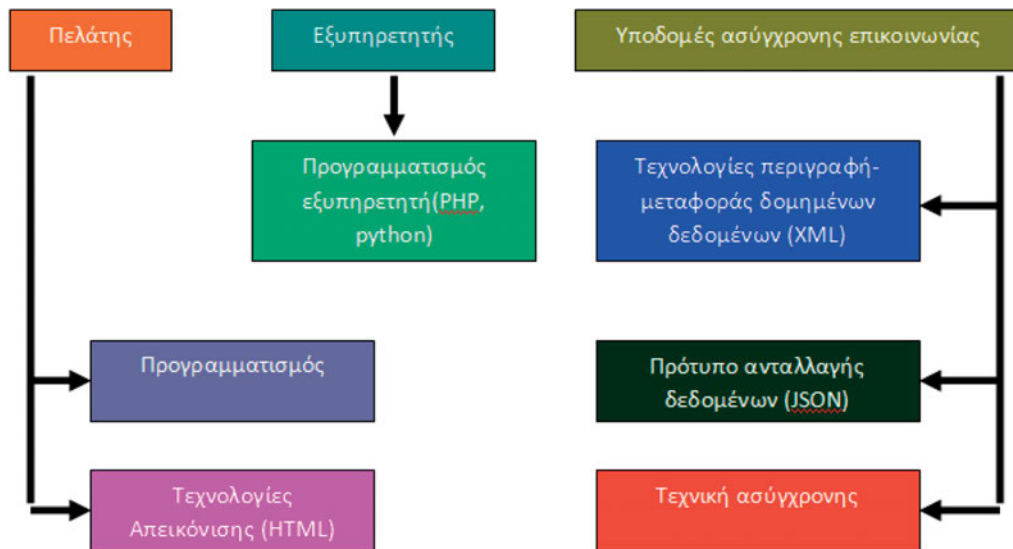 Πελάτης
Εξυπηρετητής
Υποδομές ασύγχρονης επικοινωνίας
Προγραμματισμός
εξυπηρετητή(PHP,
python)
Τεχνολογίες περιγραφή-
μεταφοράς δομημένων
δεδομένων (XML)
Προγραμματισμός
Πρότυπο ανταλλαγής
δεδομένων (JSON)
Τεχνολογίες
Απεικόνισης (HTML)
Τεχνική ασύγχρονης